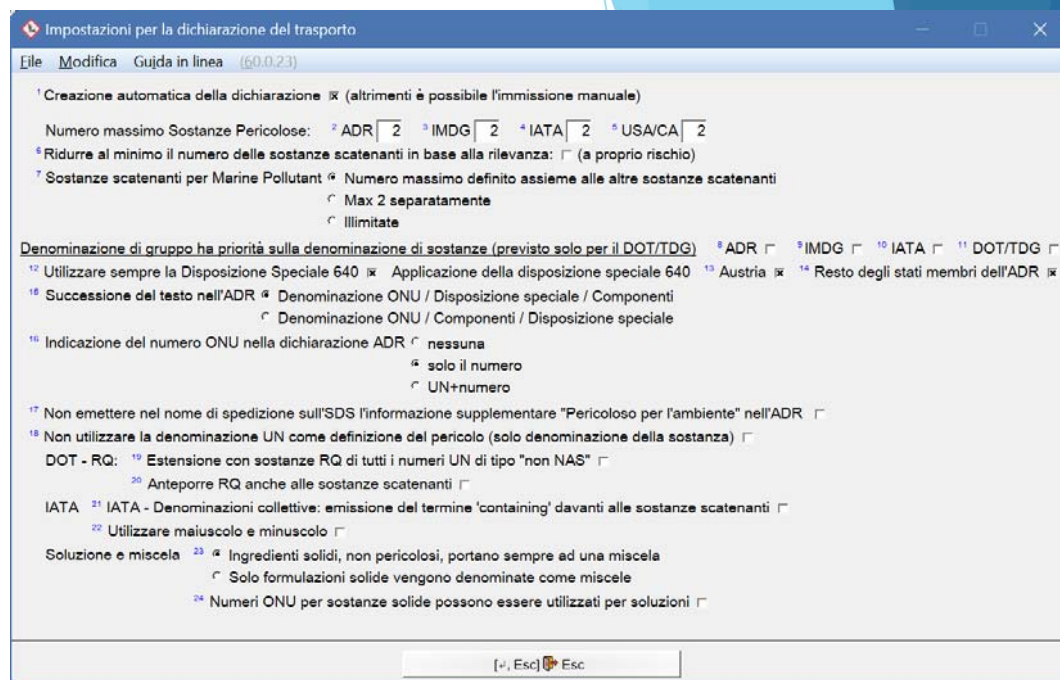 Impostazioni per la dichiarazione del trasporto
File Modifica Guida in linea (60.0.23)
1 Creazione automatica della dichiarazione (altrimenti è possibile l'immissione manuale)
Numero massimo Sostanze Pericolose: 2 ADR 2 3 IMDG 2 4 IATA 2 5 USA/CA 2
6 Ridurre al minimo il numero delle sostanze scatenanti in base alla rilevanza: (a proprio rischio)
7 Sostanze scatenanti per Marine Pollutant Numero massimo definito assieme alle altre sostanze scatenanti
Max 2 separatamente
Illimitate
Denominazione di gruppo ha priorità sulla denominazione di sostanze (previsto solo per il DOT/TDG) 8 ADR 9 IMDG 10 IATA 11 DOT/TDG
12 Utilizzare sempre la Disposizione Speciale 640 Applicazione della disposizione speciale 640 13 Austria 14 Resto degli stati membri dell'ADR
15 Successione del testo nell'ADR Denominazione ONU / Disposizione speciale / Componenti
Denominazione ONU / Componenti / Disposizione speciale
16 Indicazione del numero ONU nella dichiarazione ADR nessuna
solo il numero
UN+numero
17 Non emettere nel nome di spedizione sull'SDS l'informazione supplementare "Pericoloso per l'ambiente" nell'ADR
18 Non utilizzare la denominazione UN come definizione del pericolo (solo denominazione della sostanza)
DOT - RQ: 19 Estensione con sostanze RQ di tutti i numeri UN di tipo "non NAS"
20 Anteporre RQ anche alle sostanze scatenanti
IATA 21 IATA - Denominazioni collettive: emissione del termine 'containing' davanti alle sostanze scatenanti
22 Utilizzare maiuscolo e minuscolo
Soluzione e miscela 23 Ingredienti solidi, non pericolosi, portano sempre ad una miscela
Solo formulazioni solide vengono denominate come miscele
24 Numeri ONU per sostanze solide possono essere utilizzati per soluzioni
[↵, Esc] Esc